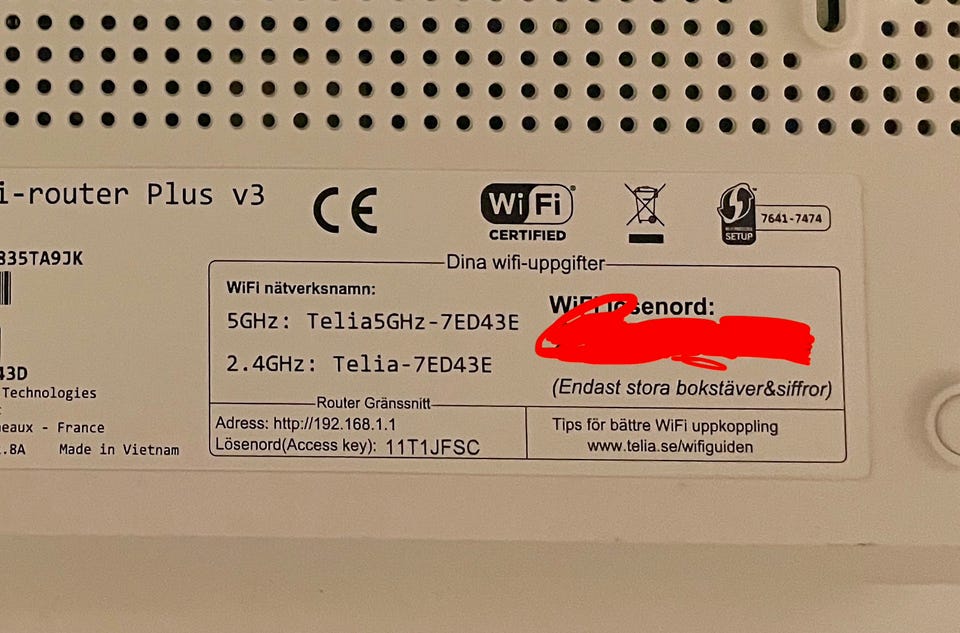 i-router Plus v3
CE
WiFi
CERTIFIED
SETUP
7641-7474
835TA9JK
43D
Technologies
eaux - France
.8A Made in Vietnam
Dina wifi-uppgifter
WiFi nätverksnamn:
5GHz: Telia5GHz-7ED43E
2.4GHz: Telia-7ED43E
WiFi lösenord:
(Endast stora bokstäver&siffror)
Router Gränssnitt
Adress: http://192.168.1.1
Lösenord(Access key): 11T1JFSC
Tips för bättre WiFi uppkoppling
www.telia.se/wifiguiden